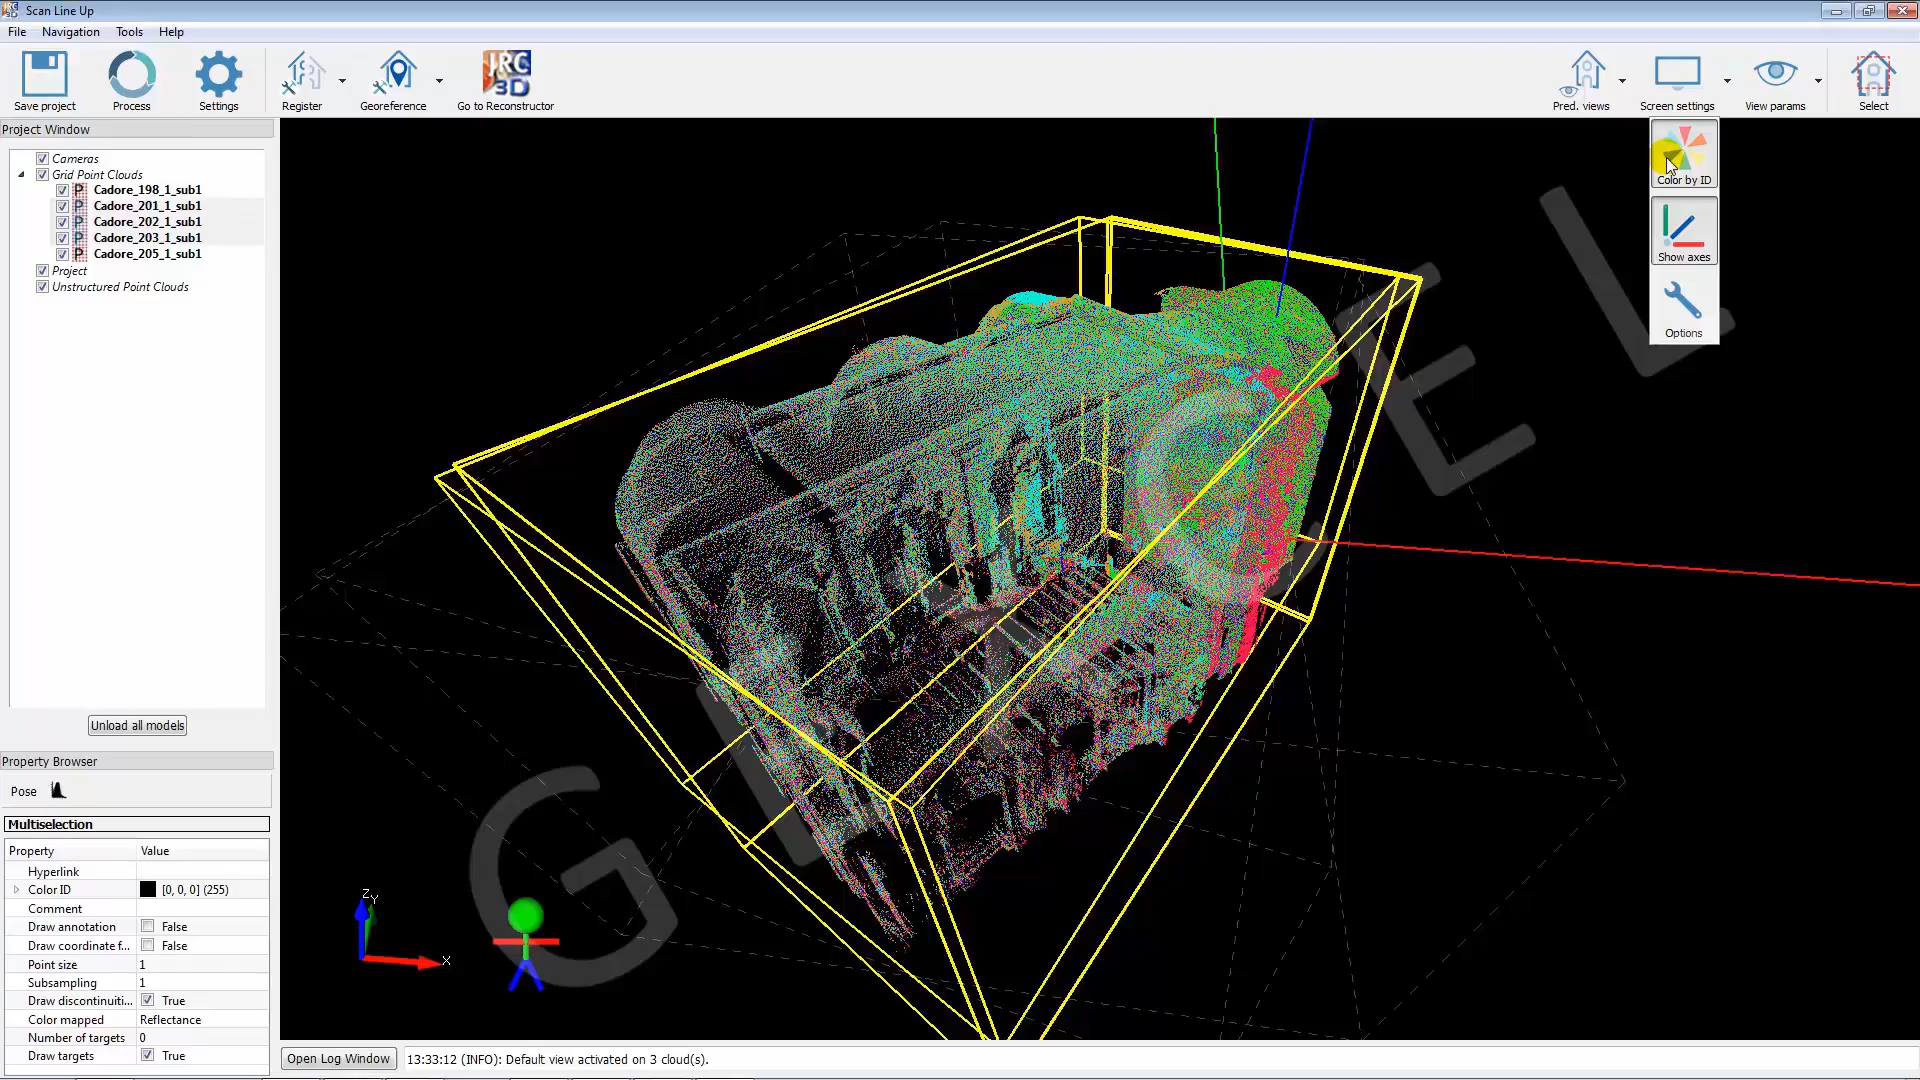 Scan Line Up
File Navigation Tools Help
Save project Process Settings Register Georeference Go to Reconstructor Pred. views Screen settings View params Select
JRC
3D
Project Window
Cameras
Grid Point Clouds
P Cadore_198_1_sub1
P Cadore_201_1_sub1
P Cadore_202_1_sub1
P Cadore_203_1_sub1
P Cadore_205_1_sub1
Project
Unstructured Point Clouds
Unload all models
Property Browser
Pose
Multiselection
Property Value
Hyperlink
Color ID [0, 0, 0] (255)
Comment
Draw annotation False
Draw coordinate f... False
Point size 1
Subsampling 1
Draw discontinuiti... True
Color mapped Reflectance
Number of targets 0
Draw targets True
Color by ID
Show axes
Options
Z
Y
X
Open Log Window 13:33:12 (INFO): Default view activated on 3 cloud(s).